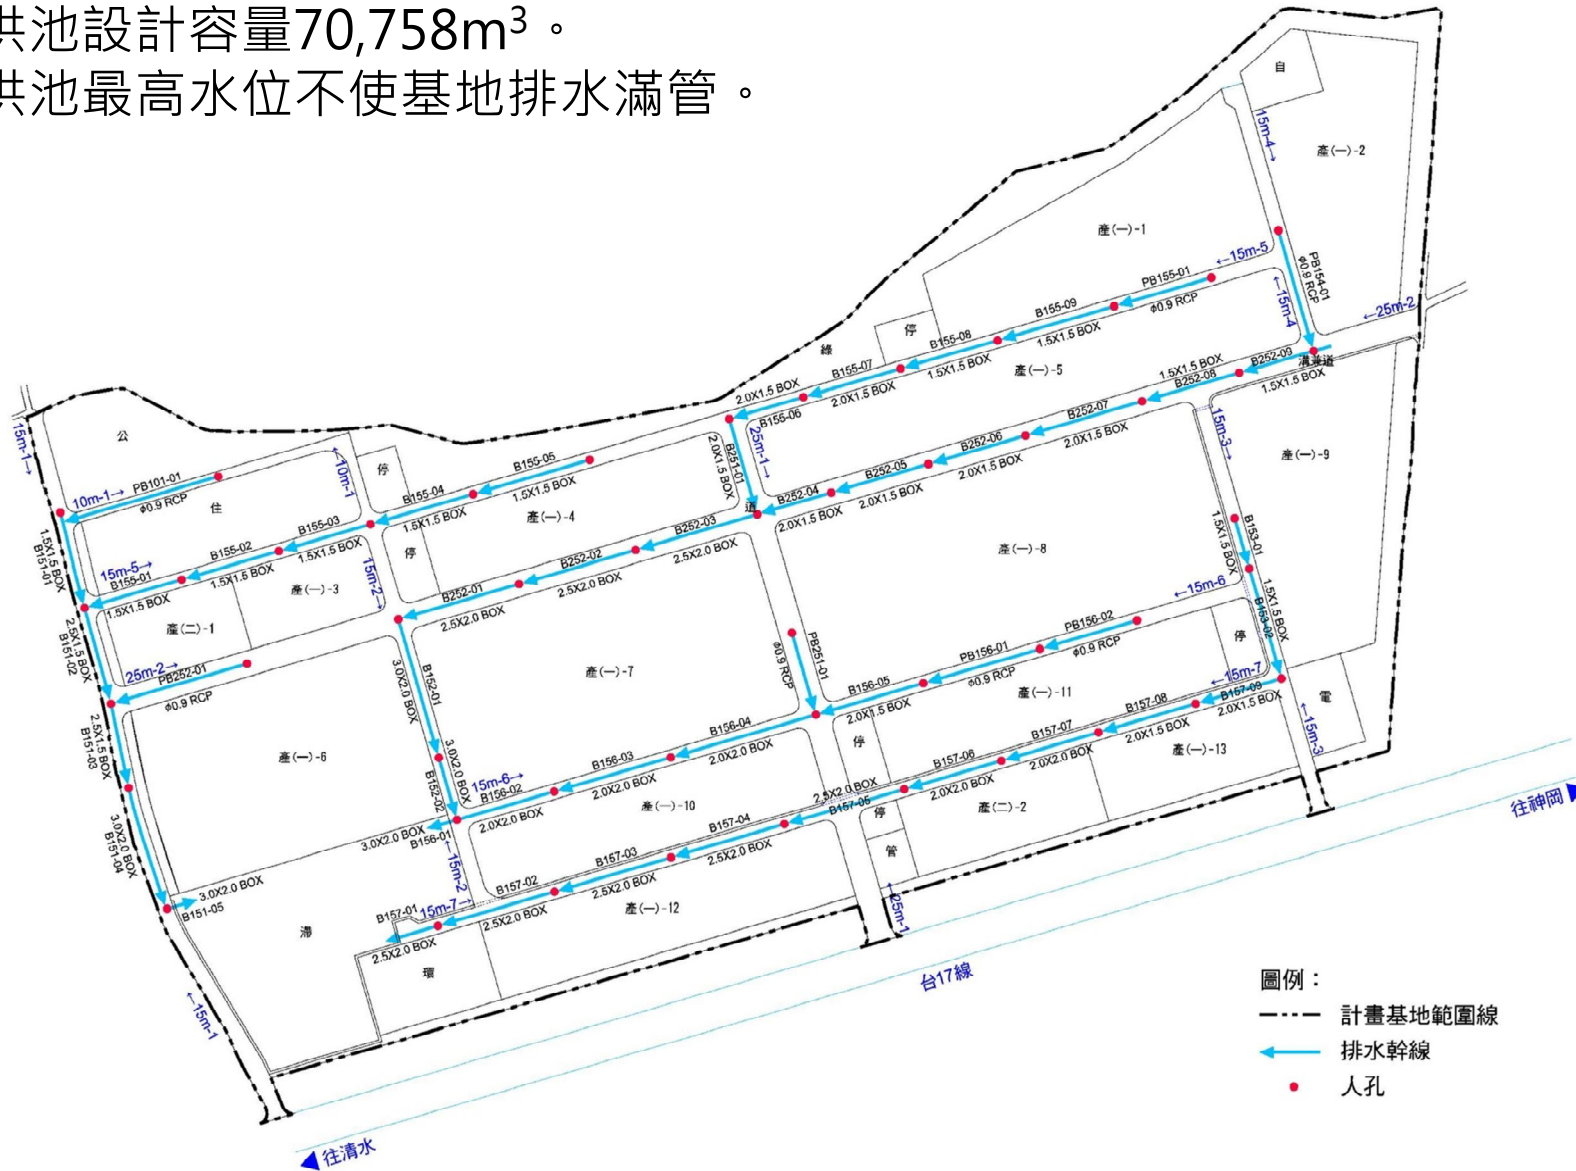 洪池設計容量70,758m³。
洪池最高水位不使基地排水滿管。
自
15m-4→
產(一)-2
產(一)-1
←15m-5
PB154-01
φ0.9 RCP
PB155-01
φ0.9 RCP
←15m-4
←25m-2
B155-09
1.5X1.5 BOX
停
B155-08
1.5X1.5 BOX
綠
B155-07
2.0X1.5 BOX
產(一)-5
溝兼道
B252-09
1.5X1.5 BOX
1.5X1.5 BOX
B252-08
2.0X1.5 BOX
B155-06
B252-07
2.0X1.5 BOX
15m-1→
公
B251-01
2.0X1.5 BOX
25m-1→
B252-06
2.0X1.5 BOX
15m-3→
產(一)-9
←10m-1
停
B155-05
1.5X1.5 BOX
B252-05
2.0X1.5 BOX
10m-1→
PB101-01
φ0.9 RCP
住
B155-04
1.5X1.5 BOX
產(一)-4
道
B252-04
2.0X1.5 BOX
B155-03
1.5X1.5 BOX
B252-03
2.5X2.0 BOX
1.5X1.5 BOX
B151-01
B155-02
1.5X1.5 BOX
停
B252-02
2.5X2.0 BOX
產(一)-8
1.5X1.5 BOX
B153-01
15m-5→
B155-01
1.5X1.5 BOX
產(一)-3
15m-2→
B252-01
2.5X2.0 BOX
←15m-6
1.5X1.5 BOX
B153-02
2.5X1.5 BOX
B151-02
產(二)-1
PB156-02
φ0.9 RCP
停
25m-2→
PB252-01
φ0.9 RCP
B152-01
3.0X2.0 BOX
產(一)-7
PB251-01
φ0.9 RCP
PB156-01
φ0.9 RCP
←15m-7
B156-05
2.0X1.5 BOX
產(一)-11
B157-09
2.0X1.5 BOX
電
2.5X1.5 BOX
B151-03
產(一)-6
B156-04
2.0X2.0 BOX
停
B157-08
2.0X1.5 BOX
產(一)-13
←15m-3
3.0X2.0 BOX
B152-02
15m-6→
B156-03
2.0X2.0 BOX
B157-07
2.0X2.0 BOX
B156-02
2.0X2.0 BOX
產(一)-10
2.5X2.0 BOX
B157-06
2.0X2.0 BOX
產(二)-2
往神岡
3.0X2.0 BOX
B151-04
3.0X2.0 BOX
B156-01
B157-05
停
B157-04
2.5X2.0 BOX
管
←15m-2
B157-03
2.5X2.0 BOX
3.0X2.0 BOX
B151-05
B157-02
2.5X2.0 BOX
產(一)-12
←25m-1
滯
B157-01
15m-7→
2.5X2.0 BOX
環
←15m-1
台17線
往清水
圖例：
計畫基地範圍線
排水幹線
人孔